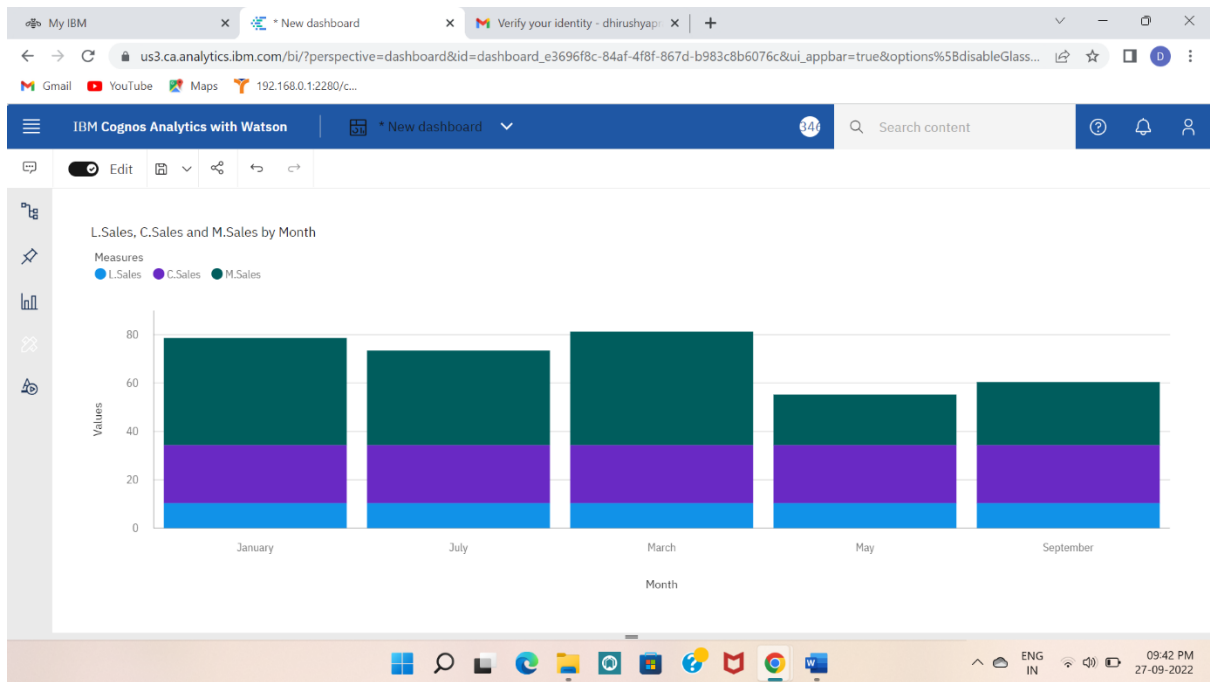 My IBM
* New dashboard
Verify your identity - dhirushyapr
us3.ca.analytics.ibm.com/bi/?perspective=dashboard&id=dashboard_e3696f8c-84af-4f8f-867d-b983c8b6076c&ui_appbar=true&options%5BdisableGlass...
D
Gmail YouTube Maps 192.168.0.1:2280/c...
IBM Cognos Analytics with Watson
* New dashboard
346
Search content
Edit
L.Sales, C.Sales and M.Sales by Month
Measures
L.Sales C.Sales M.Sales
80
60
40
20
0
Values
January July March May September
Month
ENG
IN
09:42 PM
27-09-2022